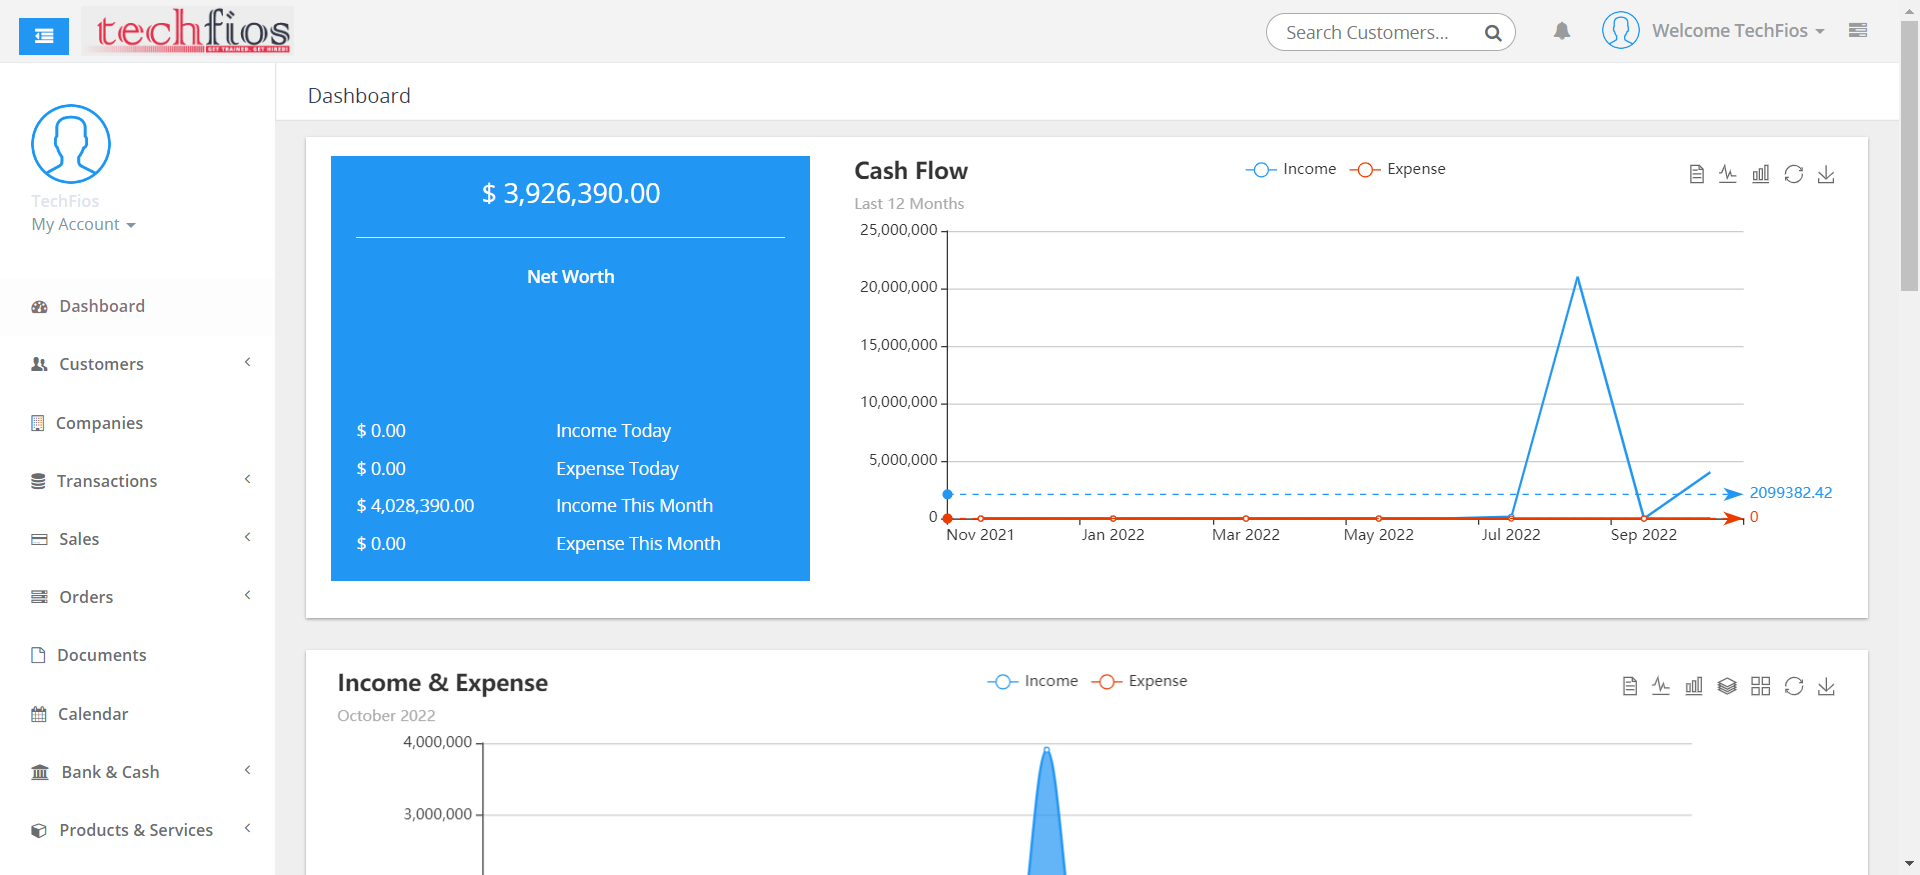 techfios
GET TRAINED. GET HIRED!
Search Customers...
Welcome TechFios
TechFios
My Account
Dashboard
Customers
Companies
Transactions
Sales
Orders
Documents
Calendar
Bank & Cash
Products & Services
Dashboard
$ 3,926,390.00
Net Worth
$ 0.00 Income Today
$ 0.00 Expense Today
$ 4,028,390.00 Income This Month
$ 0.00 Expense This Month
Cash Flow
Last 12 Months
Income Expense
25,000,000
20,000,000
15,000,000
10,000,000
5,000,000
0
2099382.42
0
Nov 2021 Jan 2022 Mar 2022 May 2022 Jul 2022 Sep 2022
Income & Expense
October 2022
Income Expense
4,000,000
3,000,000